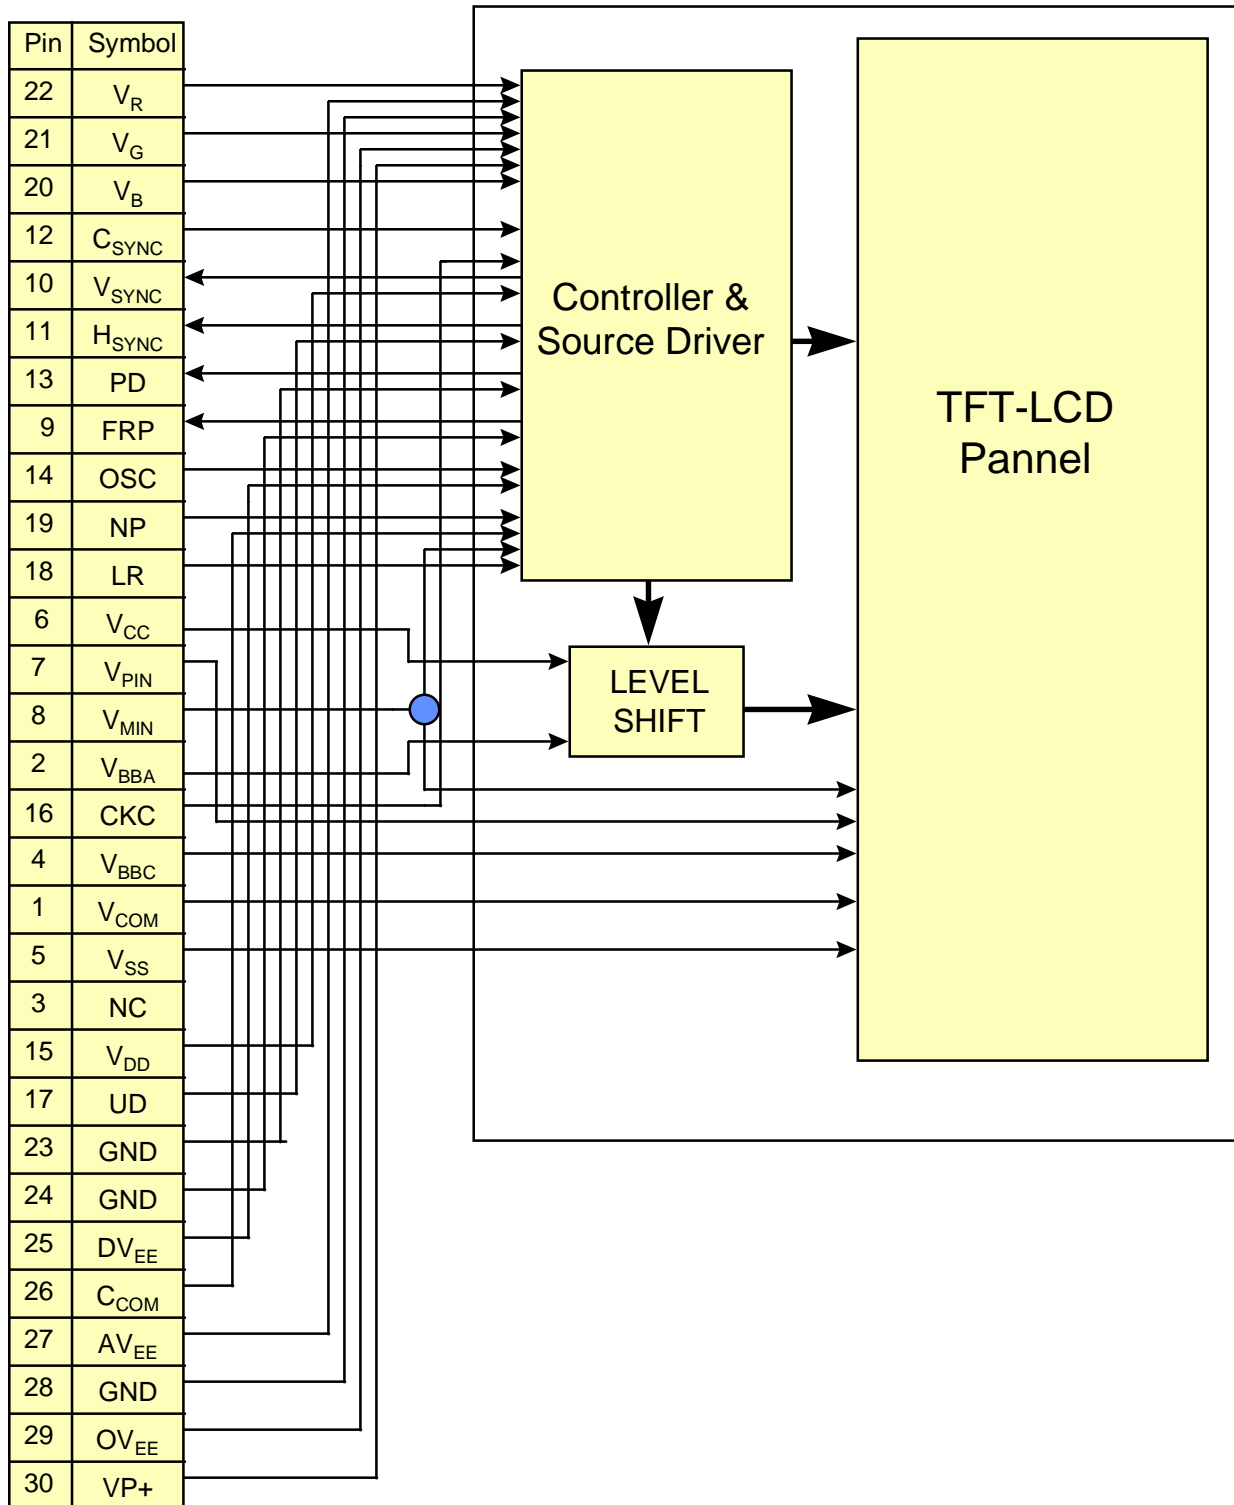 Pin Symbol
22 VR
21 VG
20 VB
12 CSYNC
10 VSYNC
11 HSYNC
13 PD
9 FRP
14 OSC
19 NP
18 LR
6 VCC
7 VPIN
8 VMIN
2 VBBA
16 CKC
4 VBBC
1 VCOM
5 VSS
3 NC
15 VDD
17 UD
23 GND
24 GND
25 DVEE
26 CCOM
27 AVEE
28 GND
29 OVEE
30 VP+
Controller &
Source Driver
LEVEL
SHIFT
TFT-LCD
Pannel